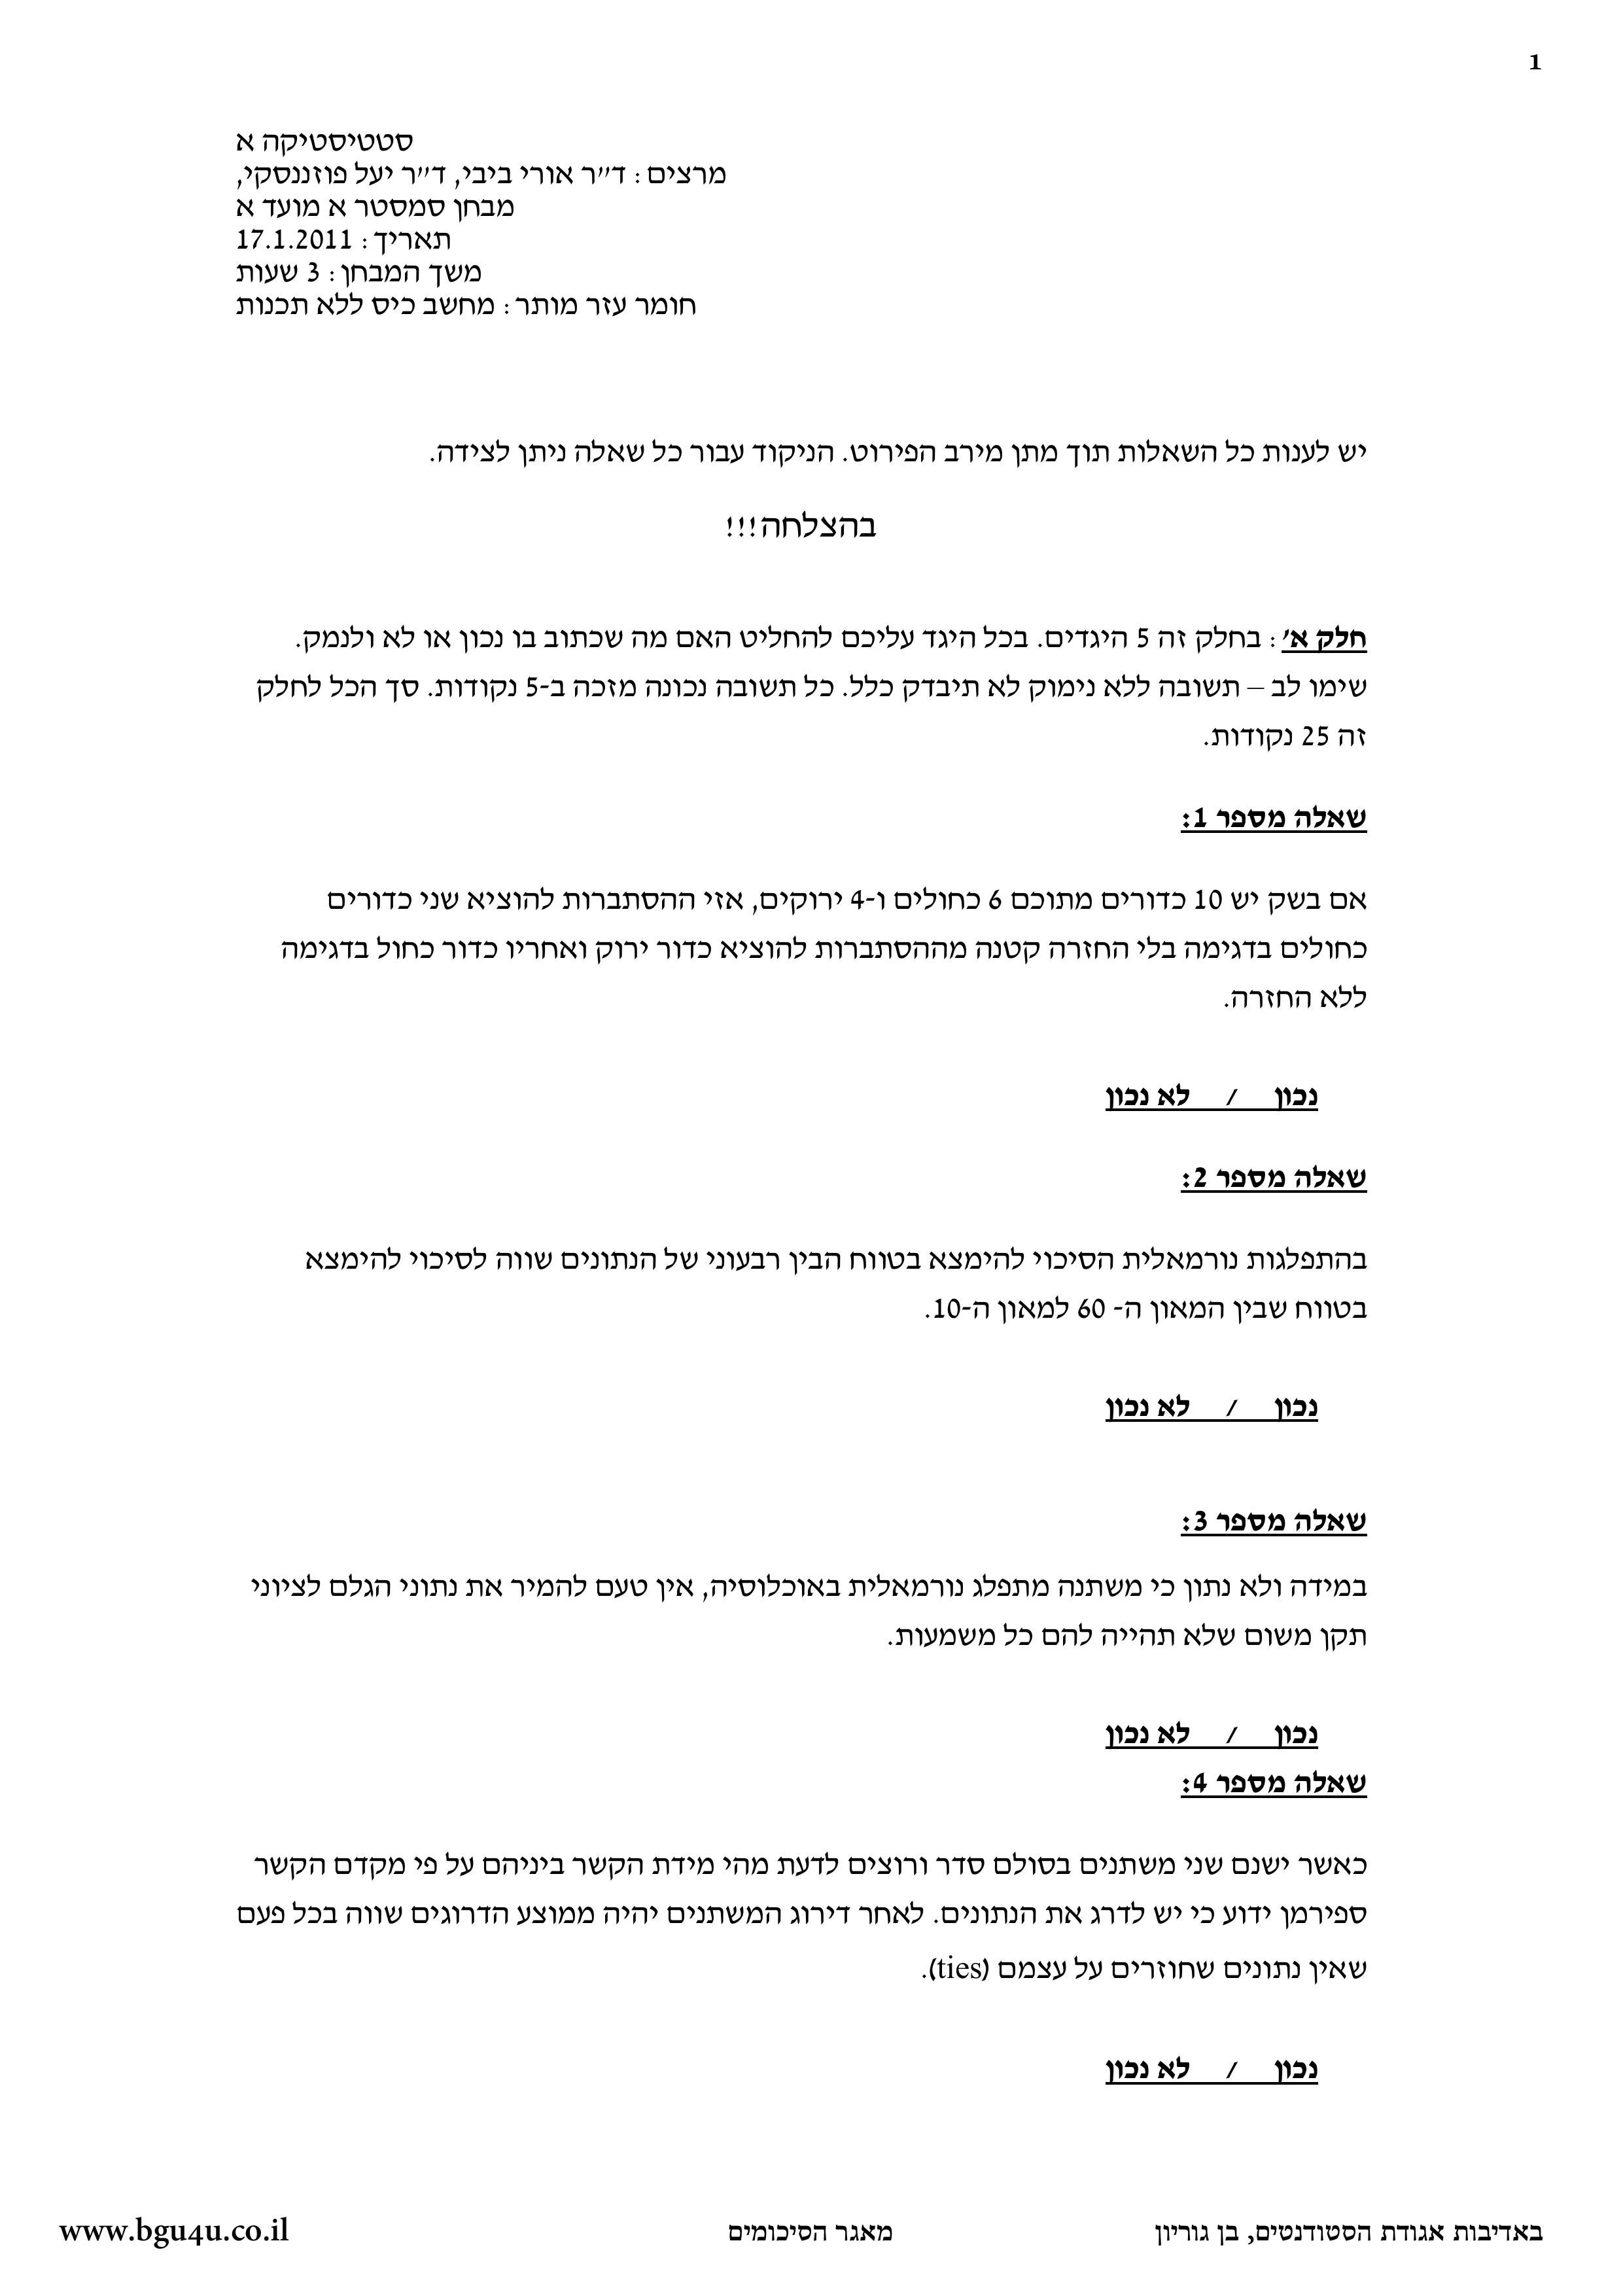 1
סטטיסטיקה א
מרצים: ד״ר אורי ביבי, ד״ר יעל פוזננסקי,
מבחן סמסטר א מועד א
תאריך: 17.1.2011
משך המבחן: 3 שעות
חומר עזר מותר: מחשב כיס ללא תכנות
יש לענות כל השאלות תוך מתן מירב הפירוט. הניקוד עבור כל שאלה ניתן לצידה.
בהצלחה!!!
חלק א׳: בחלק זה 5 היגדים. בכל היגד עליכם להחליט האם מה שכתוב בו נכון או לא ולנמק.
שימו לב – תשובה ללא נימוק לא תיבדק כלל. כל תשובה נכונה מזכה ב-5 נקודות. סך הכל לחלק
זה 25 נקודות.
שאלה מספר 1:
אם בשק יש 10 כדורים מתוכם 6 כחולים ו-4 ירוקים, אזי ההסתברות להוציא שני כדורים
כחולים בדגימה בלי החזרה קטנה מההסתברות להוציא כדור ירוק ואחריו כדור כחול בדגימה
ללא החזרה.
נכון / לא נכון
שאלה מספר 2:
בהתפלגות נורמאלית הסיכוי להימצא בטווח הבין רבעוני של הנתונים שווה לסיכוי להימצא
בטווח שבין המאון ה- 60 למאון ה-10.
נכון / לא נכון
שאלה מספר 3:
במידה ולא נתון כי משתנה מתפלג נורמאלית באוכלוסיה, אין טעם להמיר את נתוני הגלם לציוני
תקן משום שלא תהייה להם כל משמעות.
נכון / לא נכון
שאלה מספר 4:
כאשר ישנם שני משתנים בסולם סדר ורוצים לדעת מהי מידת הקשר ביניהם על פי מקדם הקשר
ספירמן ידוע כי יש לדרג את הנתונים. לאחר דירוג המשתנים יהיה ממוצע הדרוגים שווה בכל פעם
שאין נתונים שחוזרים על עצמם (ties).
נכון / לא נכון
באדיבות אגודת הסטודנטים, בן גוריון מאגר הסיכומים www.bgu4u.co.il